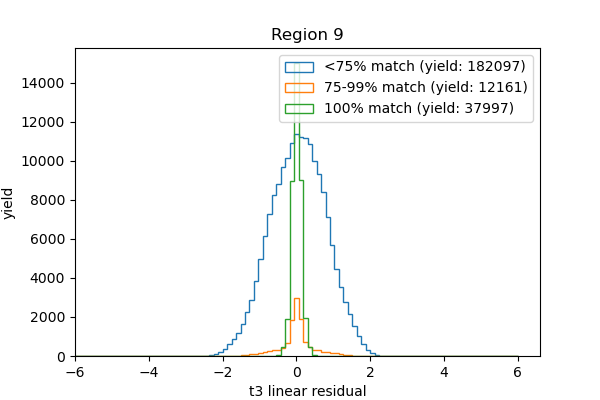 Region 9
<75% match (yield: 182097)
75-99% match (yield: 12161)
100% match (yield: 37997)
yield
14000
12000
10000
8000
6000
4000
2000
0
−6 −4 −2 0 2 4 6
t3 linear residual